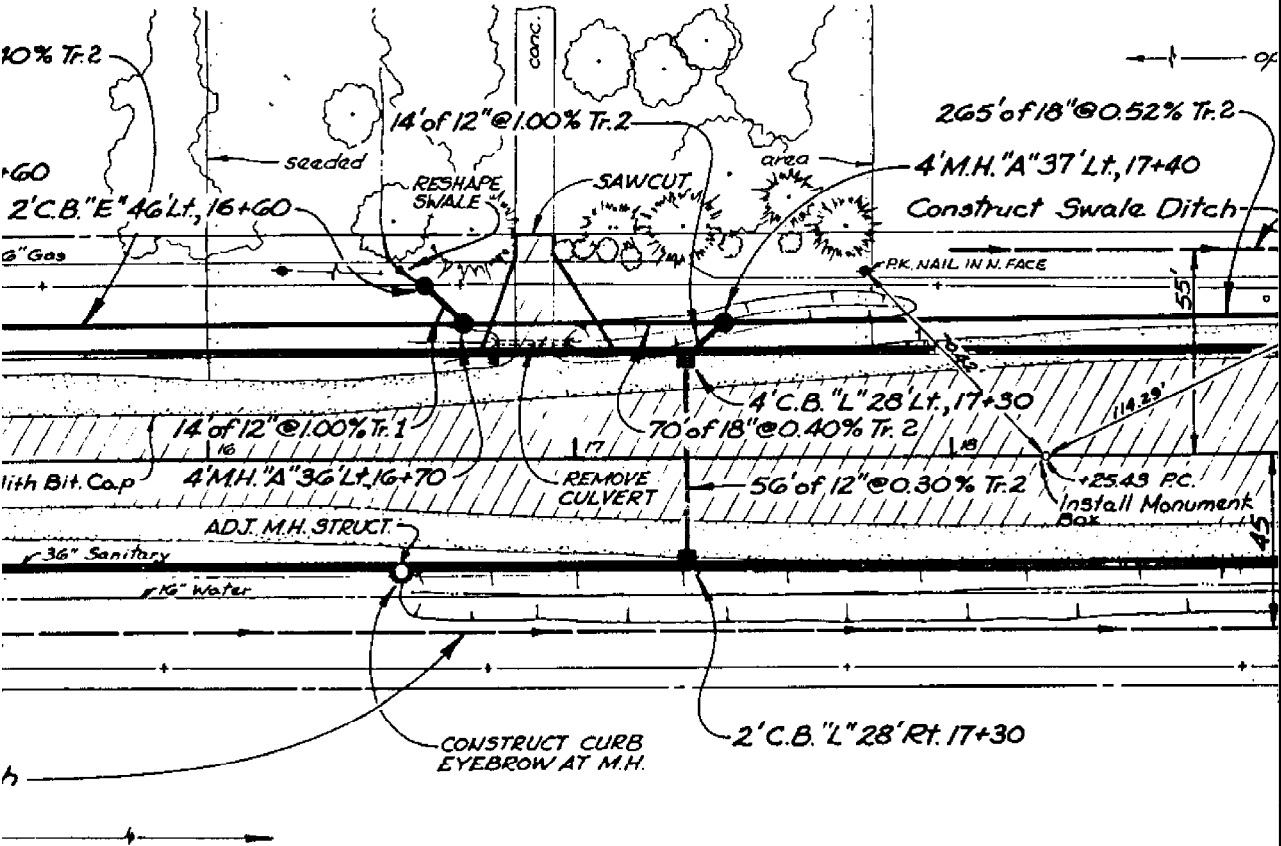 conc.
10% Tr.2
14' of 12" @ 1.00% Tr. 2
265' of 18" @ 0.52% Tr. 2
seeded
area
+60
RESHAPE
SWALE
SAWCUT
4' M.H. "A" 37' Lt., 17+40
2' C.B. "E" 46' Lt., 16+60
Construct Swale Ditch
6" Gas
P.K. NAIL IN N. FACE
55'
4' C.B. "L" 28' Lt., 17+30
114.29'
14' of 12" @ 1.00% Tr. 1
70' of 18" @ 0.40% Tr. 2
16
17
18
lith Bit. Cap
4' M.H. "A" 36' Lt., 16+70
REMOVE
CULVERT
56' of 12" @ 0.30% Tr. 2
+25.43 P.C.
Install Monument
Box
45
ADJ. M.H. STRUCT.
36" Sanitary
16" Water
2' C.B. "L" 28' Rt. 17+30
CONSTRUCT CURB
EYEBROW AT M.H.
h